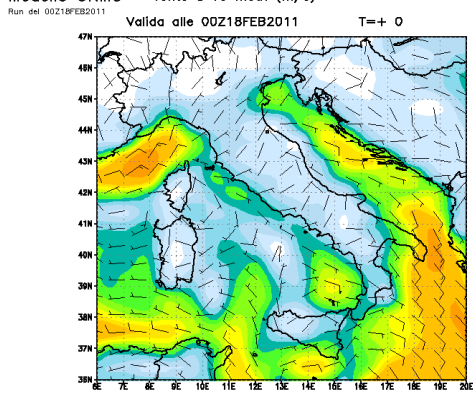 Run del 00Z18FEB2011
Valida alle 00Z18FEB2011 T=+ 0
47N
46N
45N
44N
43N
42N
41N
40N
39N
38N
37N
36N
6E 7E 8E 9E 10E 11E 12E 13E 14E 15E 16E 17E 18E 19E 20E